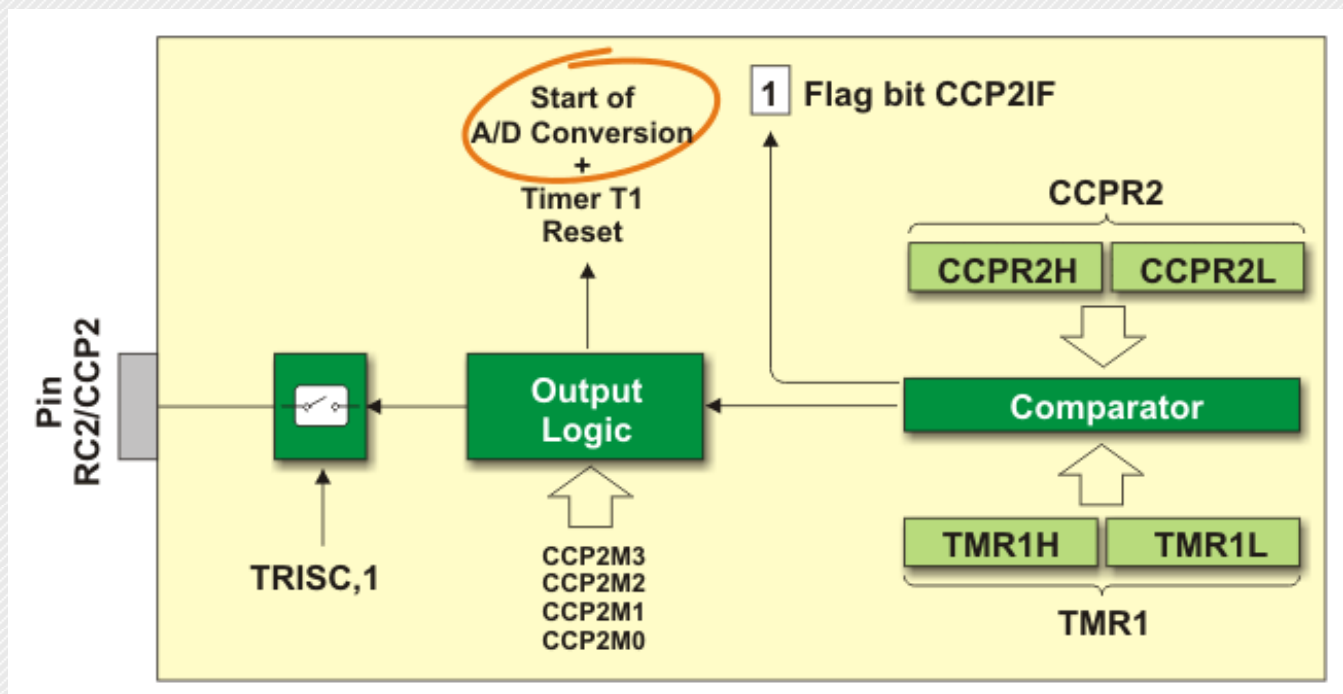 Start of
A/D Conversion
+
Timer T1
Reset
1 Flag bit CCP2IF
CCPR2
CCPR2H CCPR2L
Pin
RC2/CCP2
Output
Logic
Comparator
TRISC,1
CCP2M3
CCP2M2
CCP2M1
CCP2M0
TMR1H TMR1L
TMR1